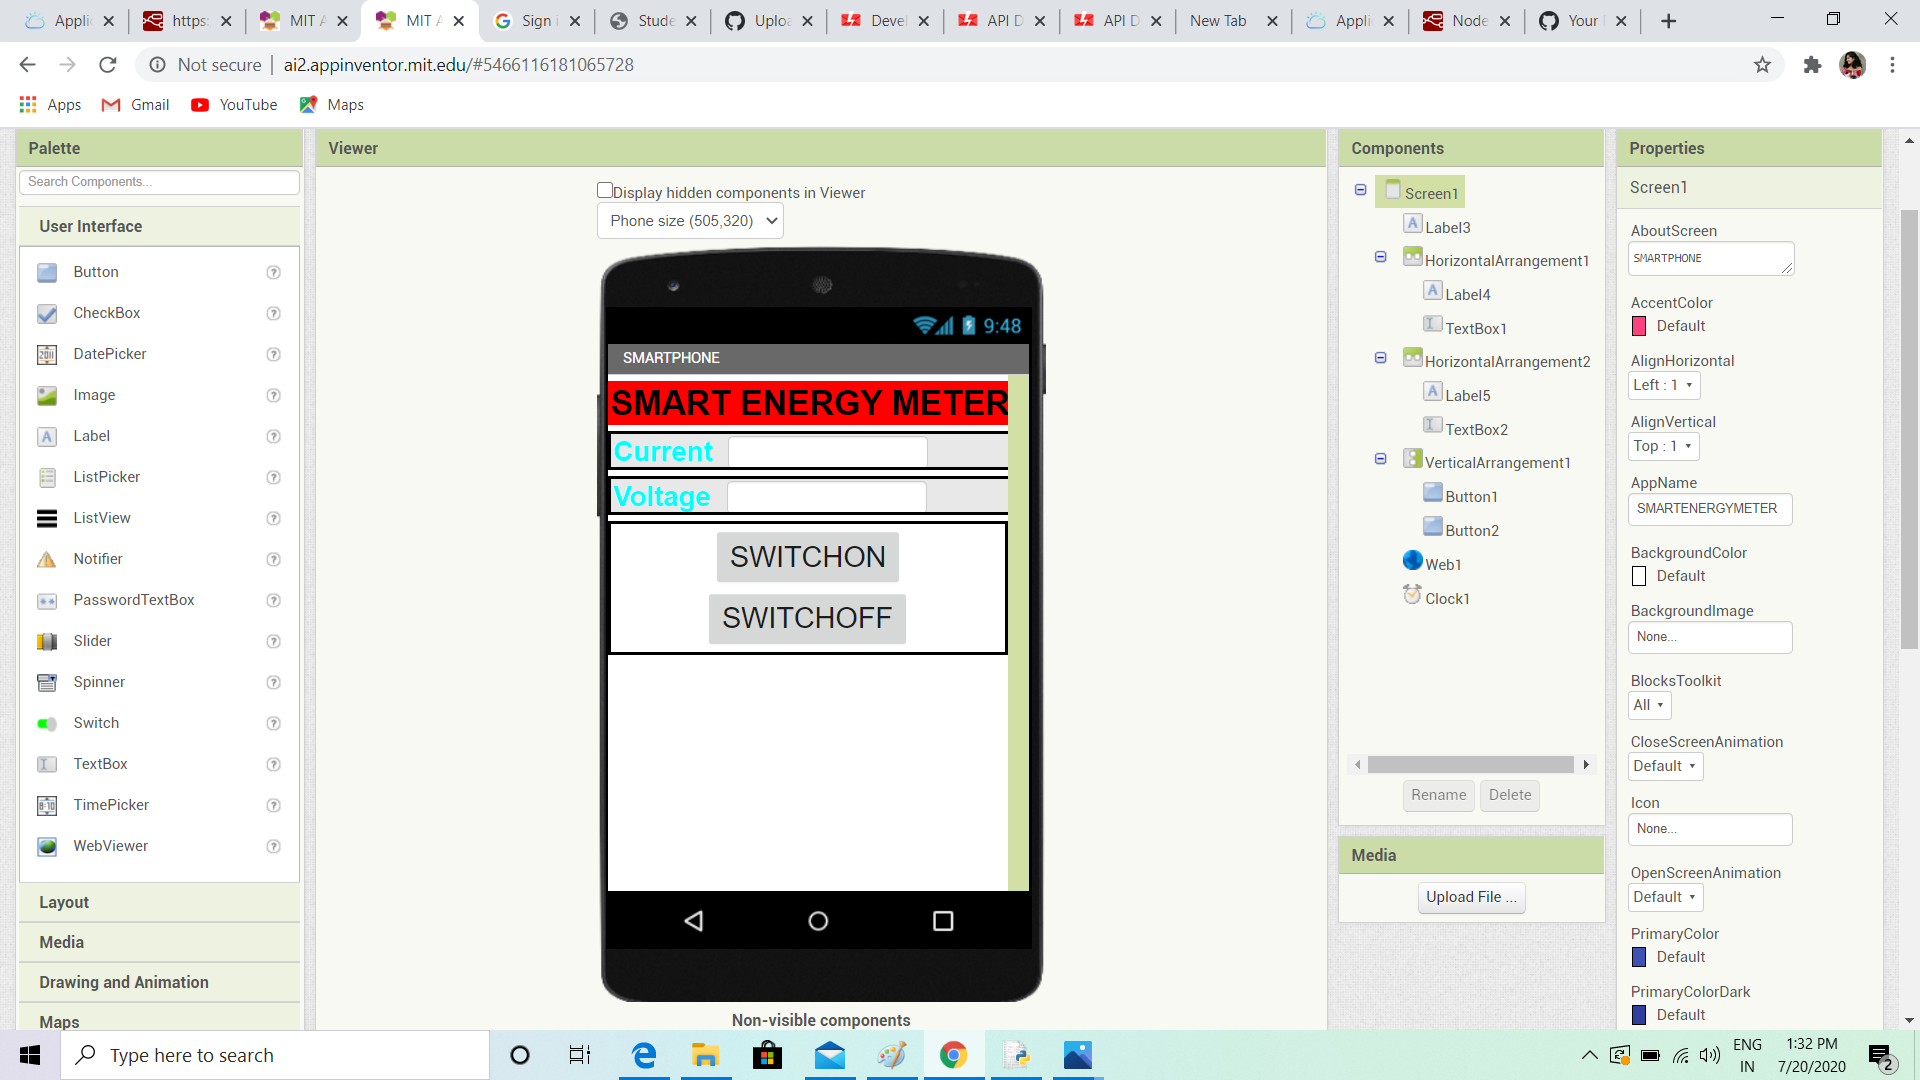 Applic
https:
MIT A
MIT A
Sign i
Stude
Uploa
Devel
API D
API D
New Tab
Applic
Node
Your
Not secure | ai2.appinventor.mit.edu/#5466116181065728
Apps
Gmail
YouTube
Maps
Palette
Search Components...
User Interface
Button
CheckBox
DatePicker
Image
Label
ListPicker
ListView
Notifier
PasswordTextBox
Slider
Spinner
Switch
TextBox
TimePicker
WebViewer
Layout
Media
Drawing and Animation
Maps
Viewer
Display hidden components in Viewer
Phone size (505,320)
9:48
SMARTPHONE
SMART ENERGY METER
Current
Voltage
SWITCHON
SWITCHOFF
Non-visible components
Components
Screen1
Label3
HorizontalArrangement1
Label4
TextBox1
HorizontalArrangement2
Label5
TextBox2
VerticalArrangement1
Button1
Button2
Web1
Clock1
Rename
Delete
Media
Upload File ...
Properties
Screen1
AboutScreen
SMARTPHONE
AccentColor
Default
AlignHorizontal
Left : 1
AlignVertical
Top : 1
AppName
SMARTENERGYMETER
BackgroundColor
Default
BackgroundImage
None...
BlocksToolkit
All
CloseScreenAnimation
Default
Icon
None...
OpenScreenAnimation
Default
PrimaryColor
Default
PrimaryColorDark
Default
Type here to search
ENG
IN
1:32 PM
7/20/2020
2